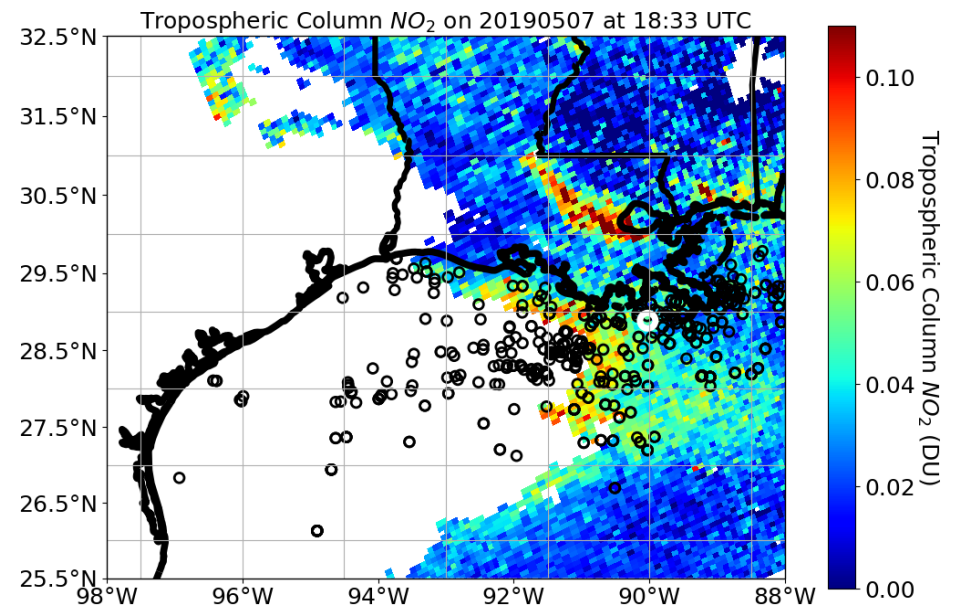 Tropospheric Column NO₂ on 20190507 at 18:33 UTC
32.5°N
31.5°N
30.5°N
29.5°N
28.5°N
27.5°N
26.5°N
25.5°N
98°W 96°W 94°W 92°W 90°W 88°W
0.10
0.08
0.06
0.04
0.02
0.00
Tropospheric Column NO₂ (DU)